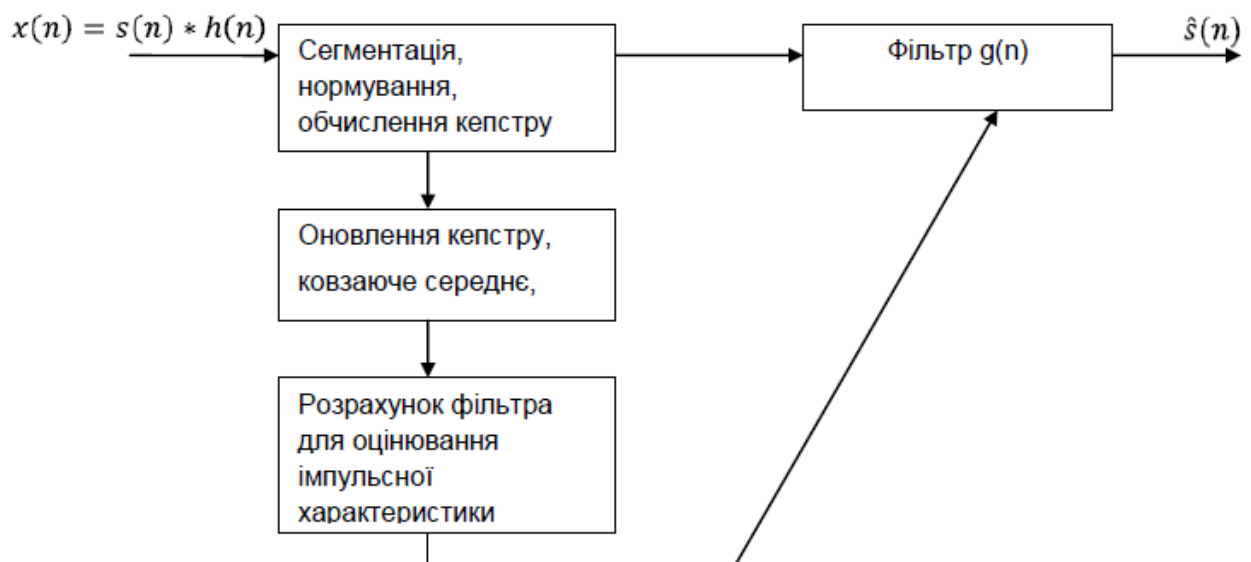 x(n) = s(n) * h(n)
Сегментація,
нормування,
обчислення кепстру
Фільтр g(n)
ŝ(n)
Оновлення кепстру,
ковзаюче середнє,
Розрахунок фільтра
для оцінювання
імпульсної
характеристики